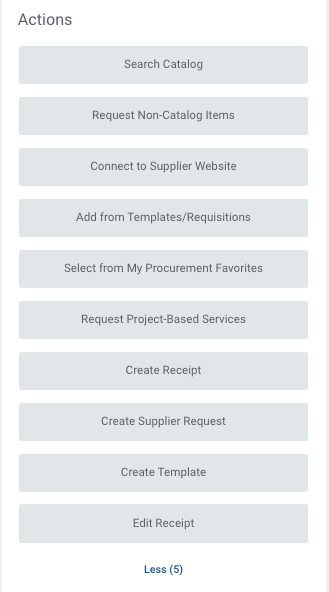 Actions
Search Catalog
Request Non-Catalog Items
Connect to Supplier Website
Add from Templates/Requisitions
Select from My Procurement Favorites
Request Project-Based Services
Create Receipt
Create Supplier Request
Create Template
Edit Receipt
Less (5)